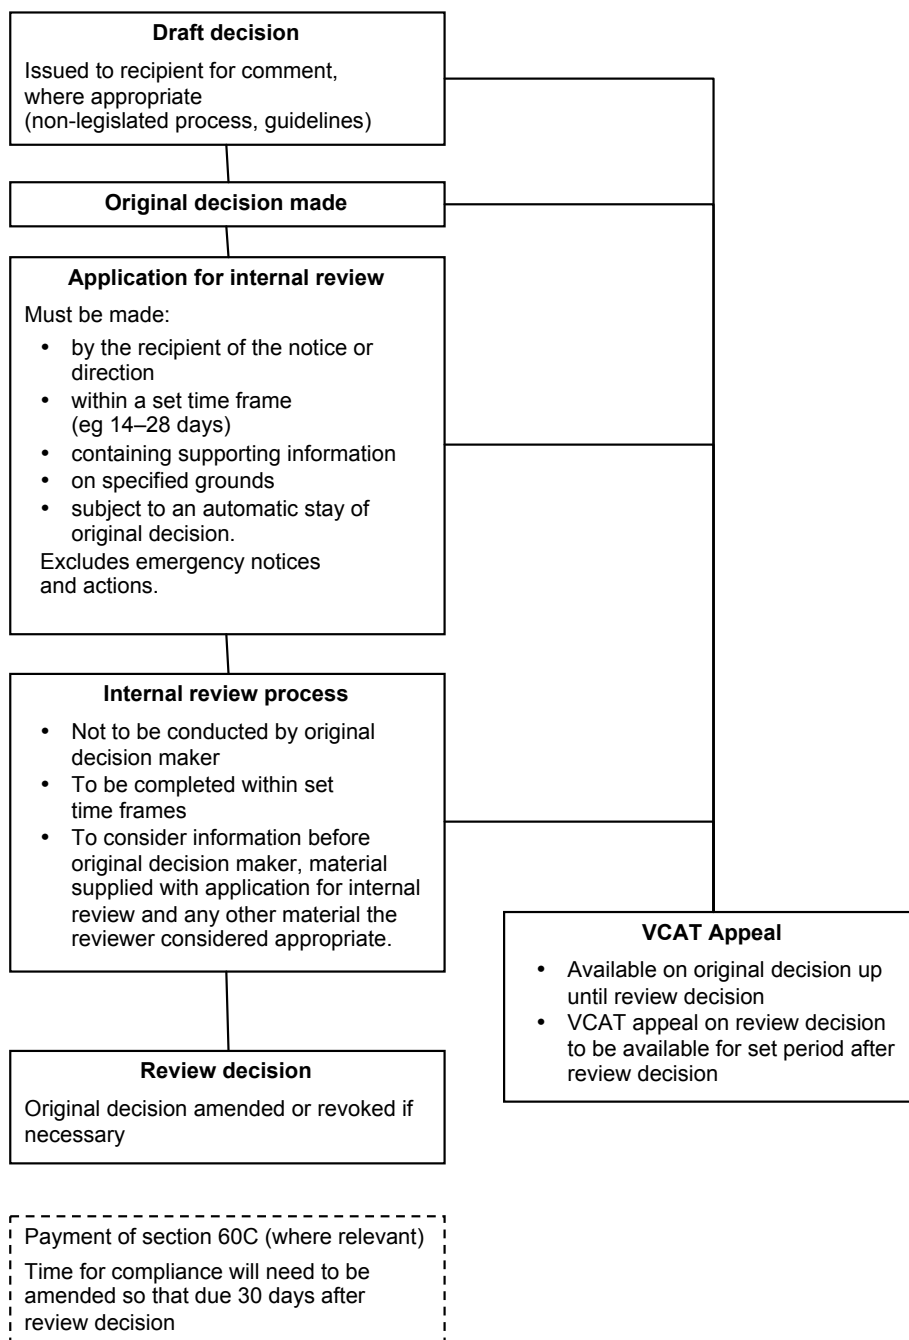 Draft decision
Issued to recipient for comment,
where appropriate
(non-legislated process, guidelines)
Original decision made
Application for internal review
Must be made:
• by the recipient of the notice or
direction
• within a set time frame
(eg 14–28 days)
• containing supporting information
• on specified grounds
• subject to an automatic stay of
original decision.
Excludes emergency notices
and actions.
Internal review process
• Not to be conducted by original
decision maker
• To be completed within set
time frames
• To consider information before
original decision maker, material
supplied with application for internal
review and any other material the
reviewer considered appropriate.
VCAT Appeal
• Available on original decision up
until review decision
• VCAT appeal on review decision
to be available for set period after
review decision
Review decision
Original decision amended or revoked if
necessary
Payment of section 60C (where relevant)
Time for compliance will need to be
amended so that due 30 days after
review decision